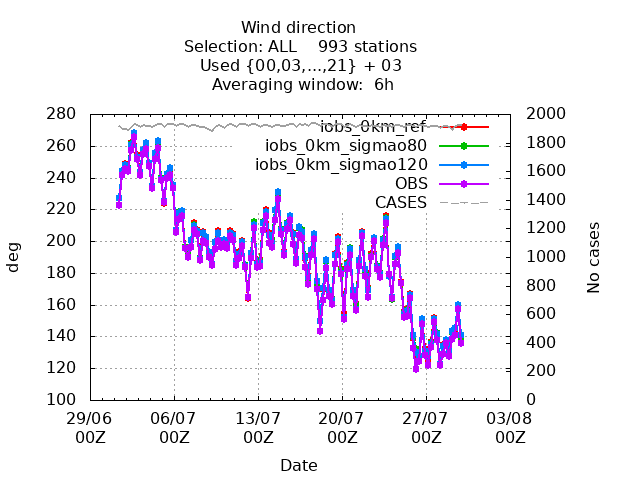 Wind direction
Selection: ALL    993 stations
Used {00,03,...,21} + 03
Averaging window:  6h
280
260
240
220
200
180
160
140
120
100
deg
2000
1800
1600
1400
1200
1000
800
600
400
200
0
No cases
iobs_0km_ref
iobs_0km_sigmao80
iobs_0km_sigmao120
OBS
CASES
29/06 06/07 13/07 20/07 27/07 03/08
00Z 00Z 00Z 00Z 00Z 00Z
Date